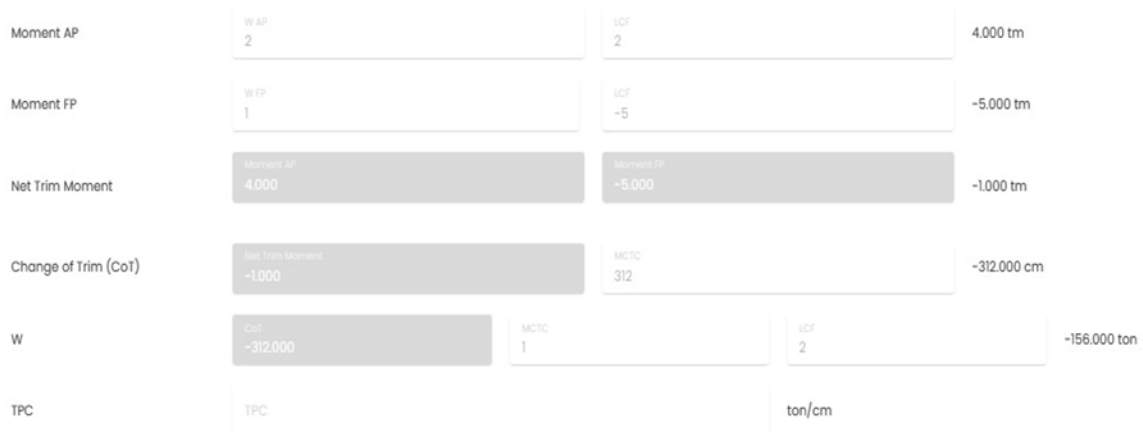 Moment AP W AP 2 LCF 2 4.000 tm
Moment FP W FP 1 LCF -5 -5.000 tm
Net Trim Moment Moment AP 4.000 Moment FP -5.000 -1.000 tm
Change of Trim (CoT) Net Trim Moment -1.000 MCTC 312 -312.000 cm
W CoT -312.000 MCTC 1 LCF 2 -156.000 ton
TPC TPC ton/cm